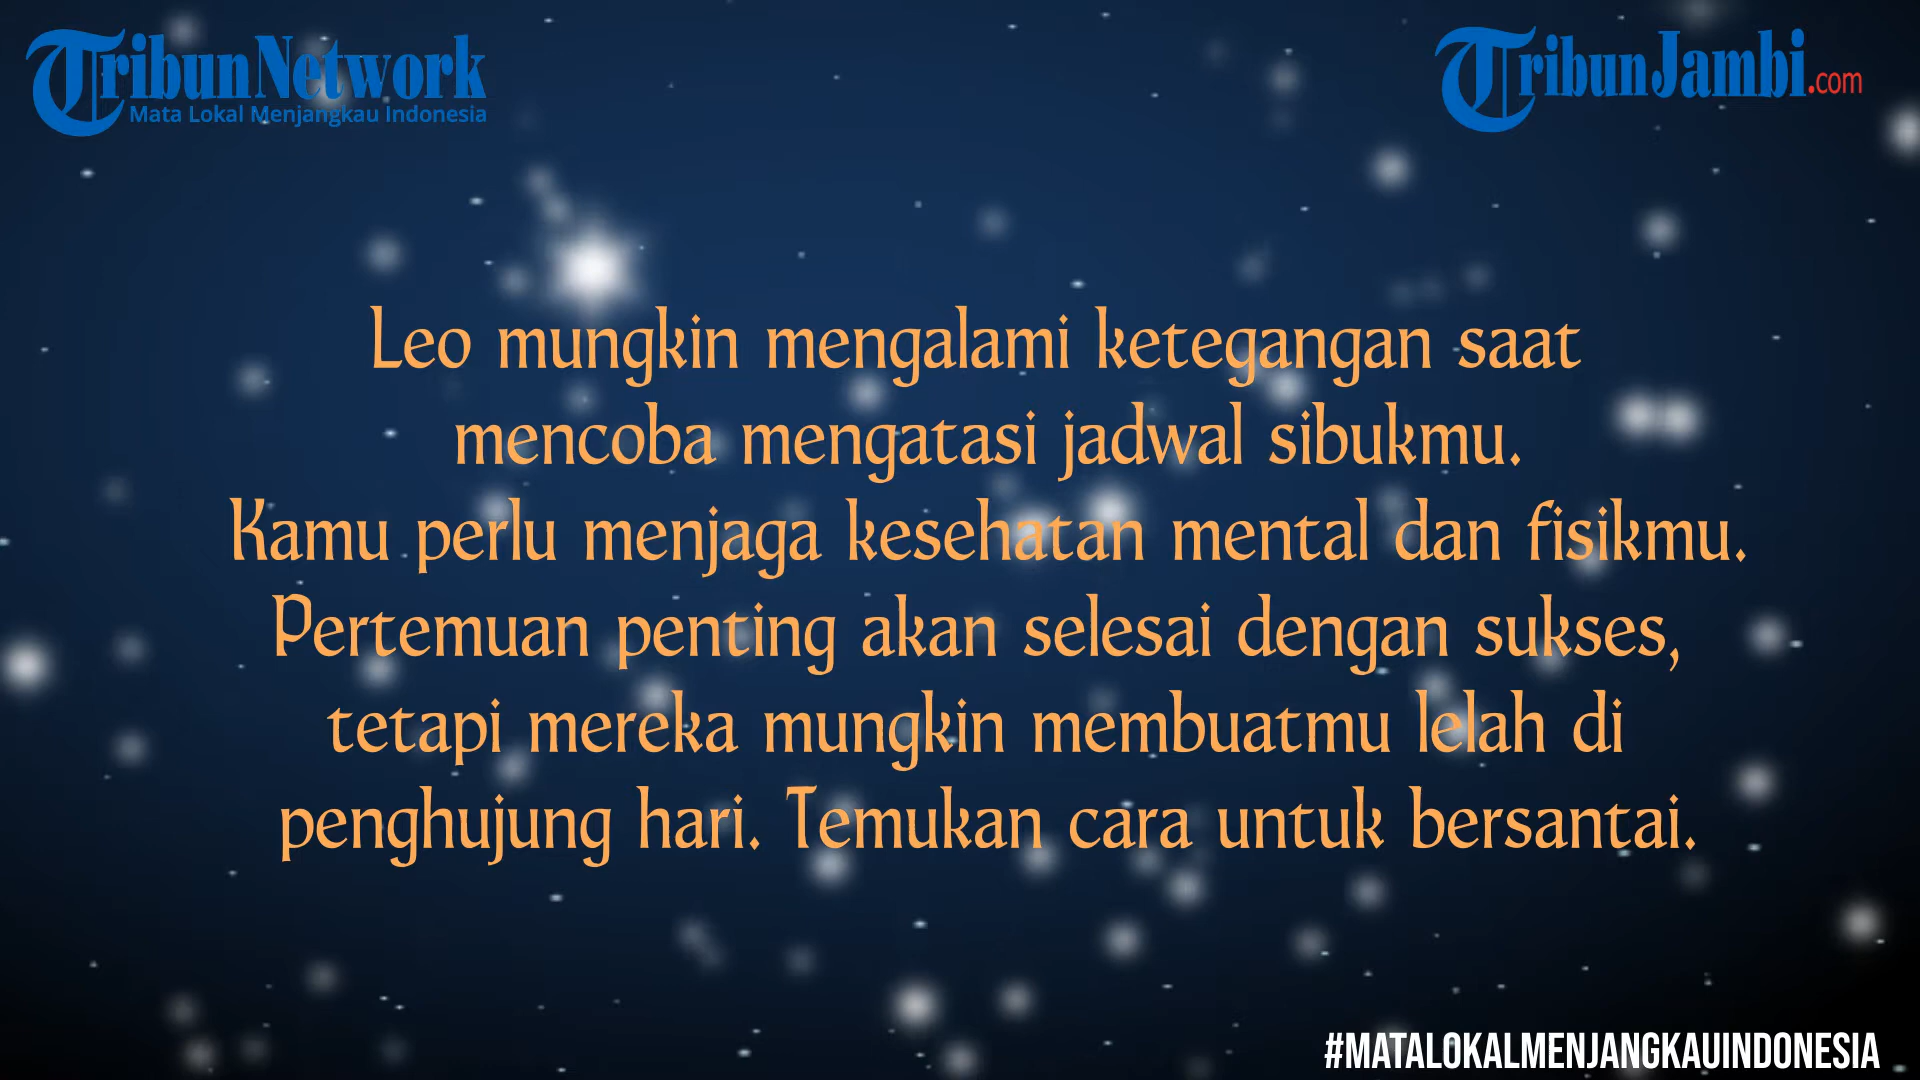 Tribun Network
Mata Lokal Menjangkau Indonesia
TribunJambi.com
Leo mungkin mengalami ketegangan saat
mencoba mengatasi jadwal sibukmu.
Kamu perlu menjaga kesehatan mental dan fisikmu.
Pertemuan penting akan selesai dengan sukses,
tetapi mereka mungkin membuatmu lelah di
penghujung hari. Temukan cara untuk bersantai.
#MATALOKALMENJANGKAUINDONESIA